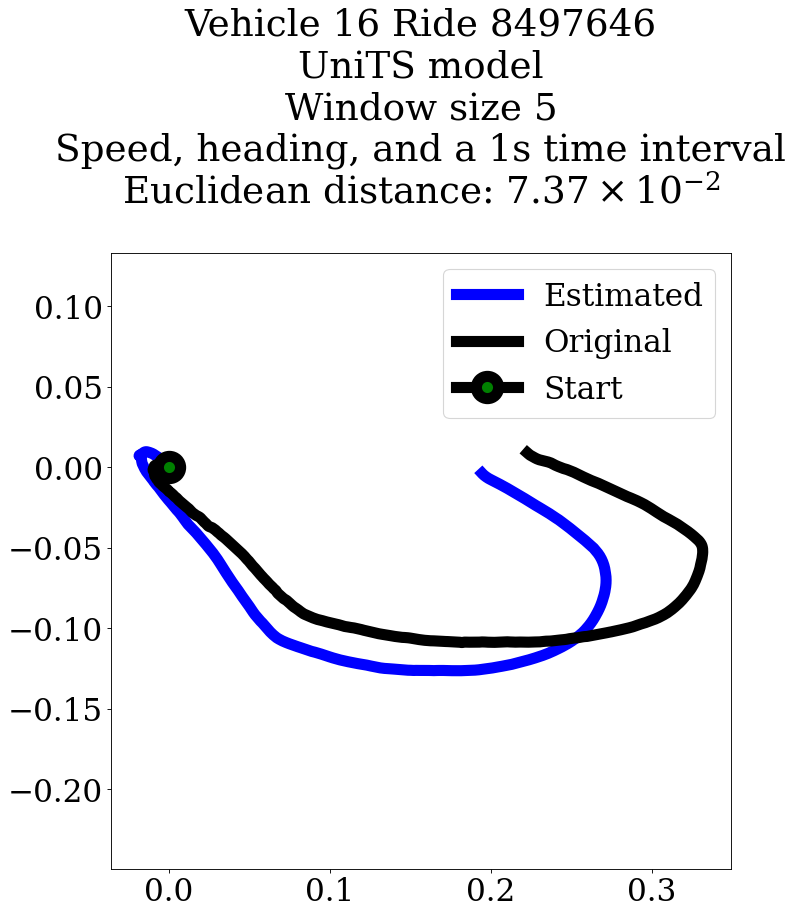 Vehicle 16 Ride 8497646
UniTS model
Window size 5
Speed, heading, and a 1s time interval
Euclidean distance: 7.37 × 10⁻²
Estimated
Original
Start
0.10
0.05
0.00
−0.05
−0.10
−0.15
−0.20
0.0 0.1 0.2 0.3